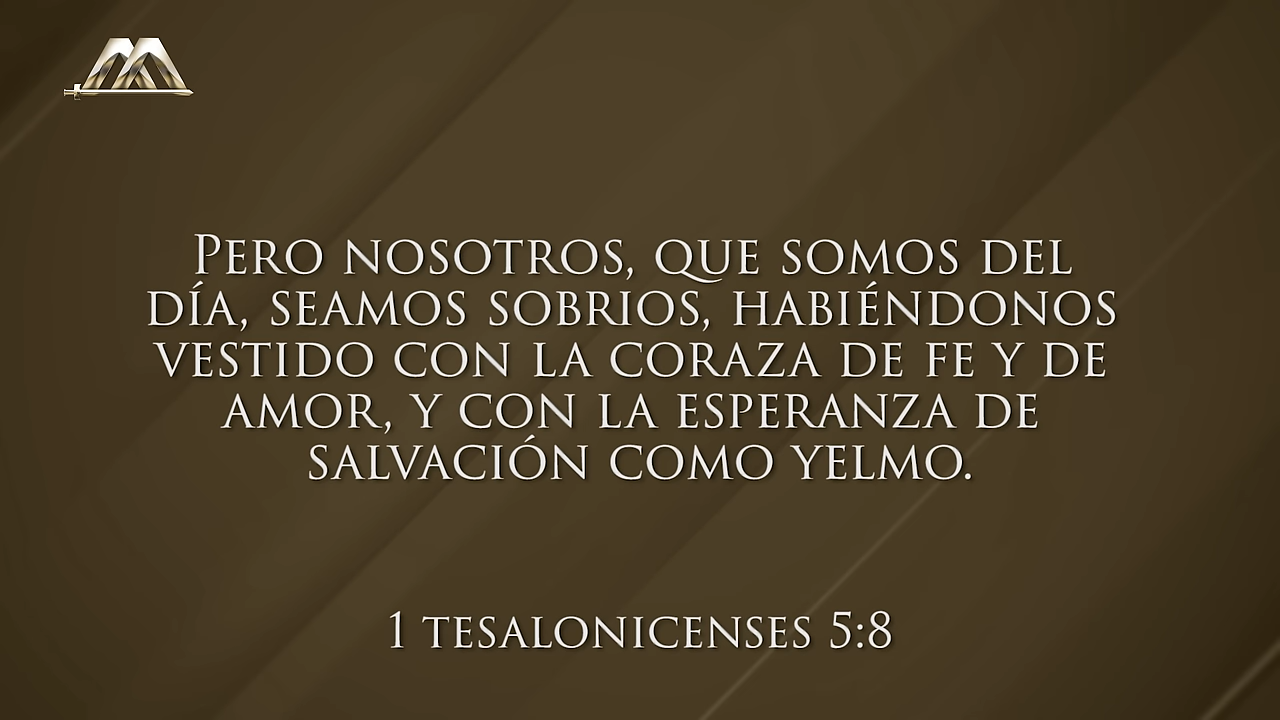 Pero nosotros, que somos del
día, seamos sobrios, habiéndonos
vestido con la coraza de fe y de
amor, y con la esperanza de
salvación como yelmo.
1 tesalonicenses 5:8